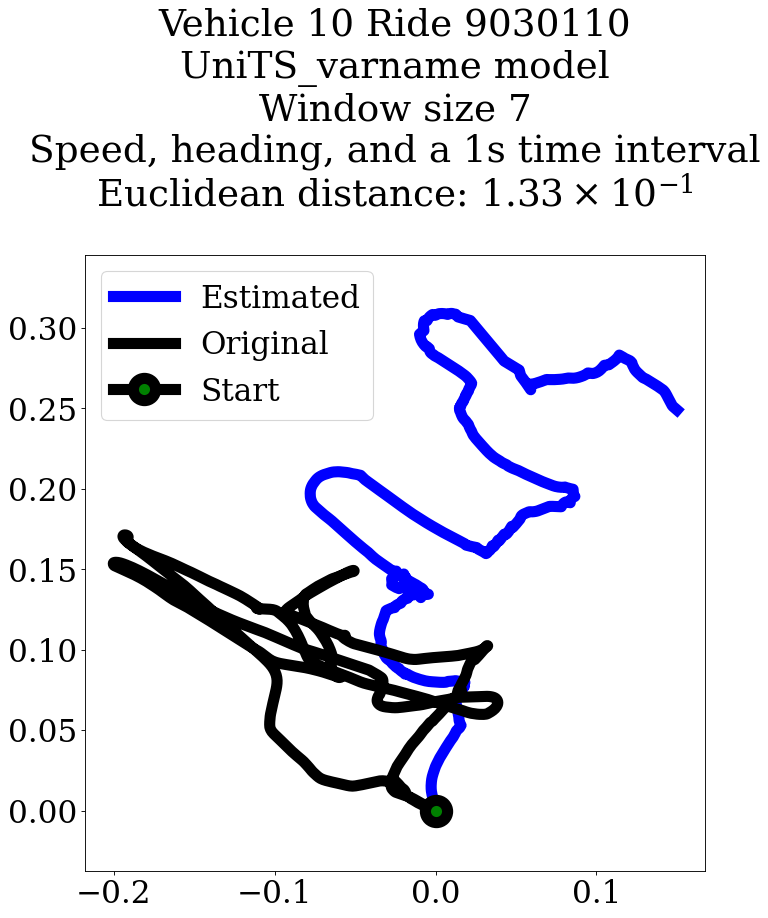 Vehicle 10 Ride 9030110
UniTS_varname model
Window size 7
Speed, heading, and a 1s time interval
Euclidean distance: 1.33 × 10⁻¹
Estimated
Original
Start
0.30
0.25
0.20
0.15
0.10
0.05
0.00
−0.2 −0.1 0.0 0.1